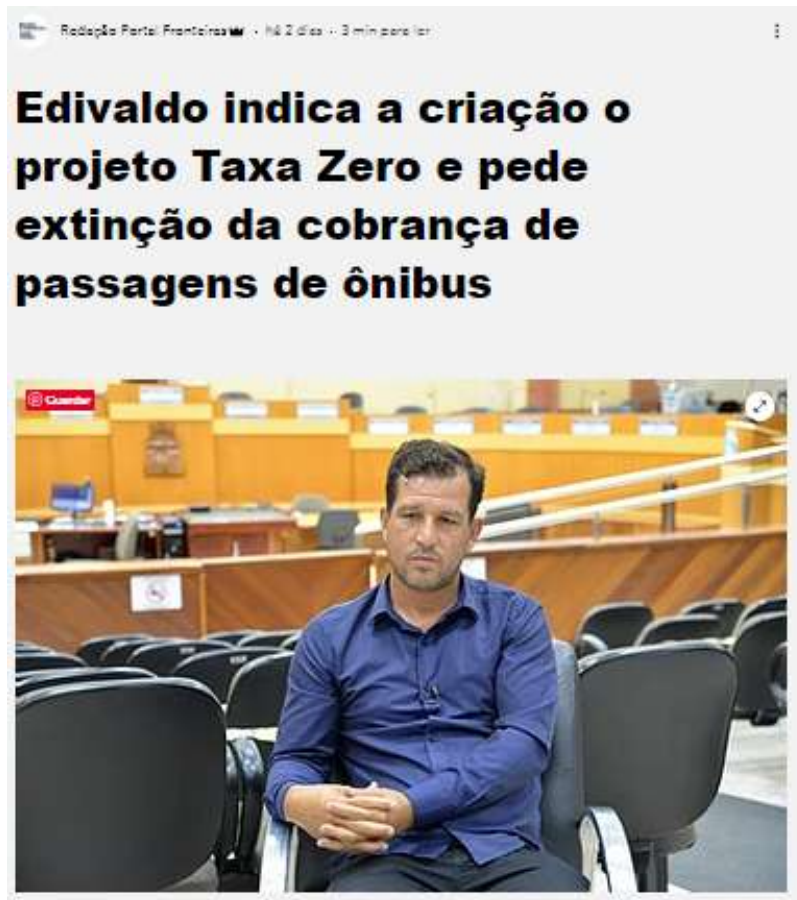 Redação Portal Fronteiras · há 2 dias · 3 min para ler
Edivaldo indica a criação o
projeto Taxa Zero e pede
extinção da cobrança de
passagens de ônibus
Guardar